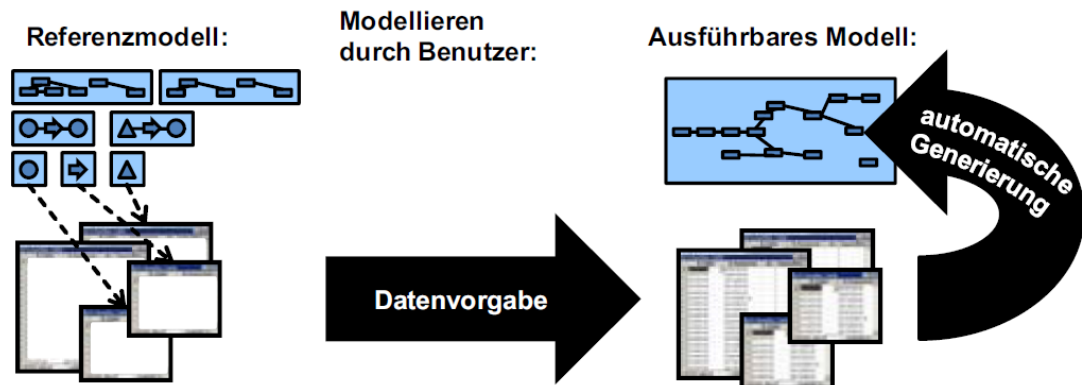 Referenzmodell:
Modellieren
durch Benutzer:
Ausführbares Modell:
automatische
Generierung
Datenvorgabe